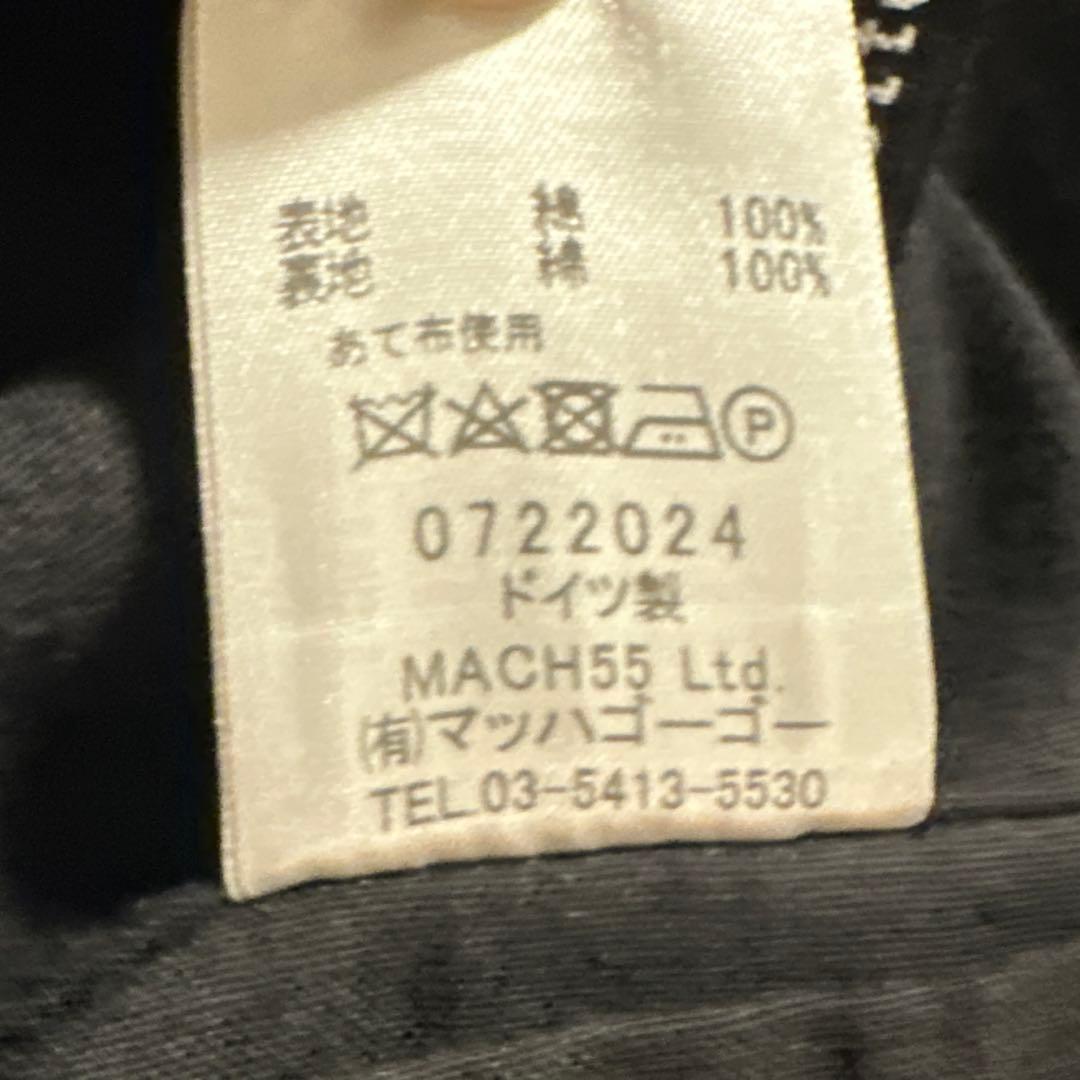 表地 綿 100%
裏地 綿 100%
あて布使用
P
0722024
ドイツ製
MACH55 Ltd.
(有)マッハゴーゴー
TEL.03-5413-5530